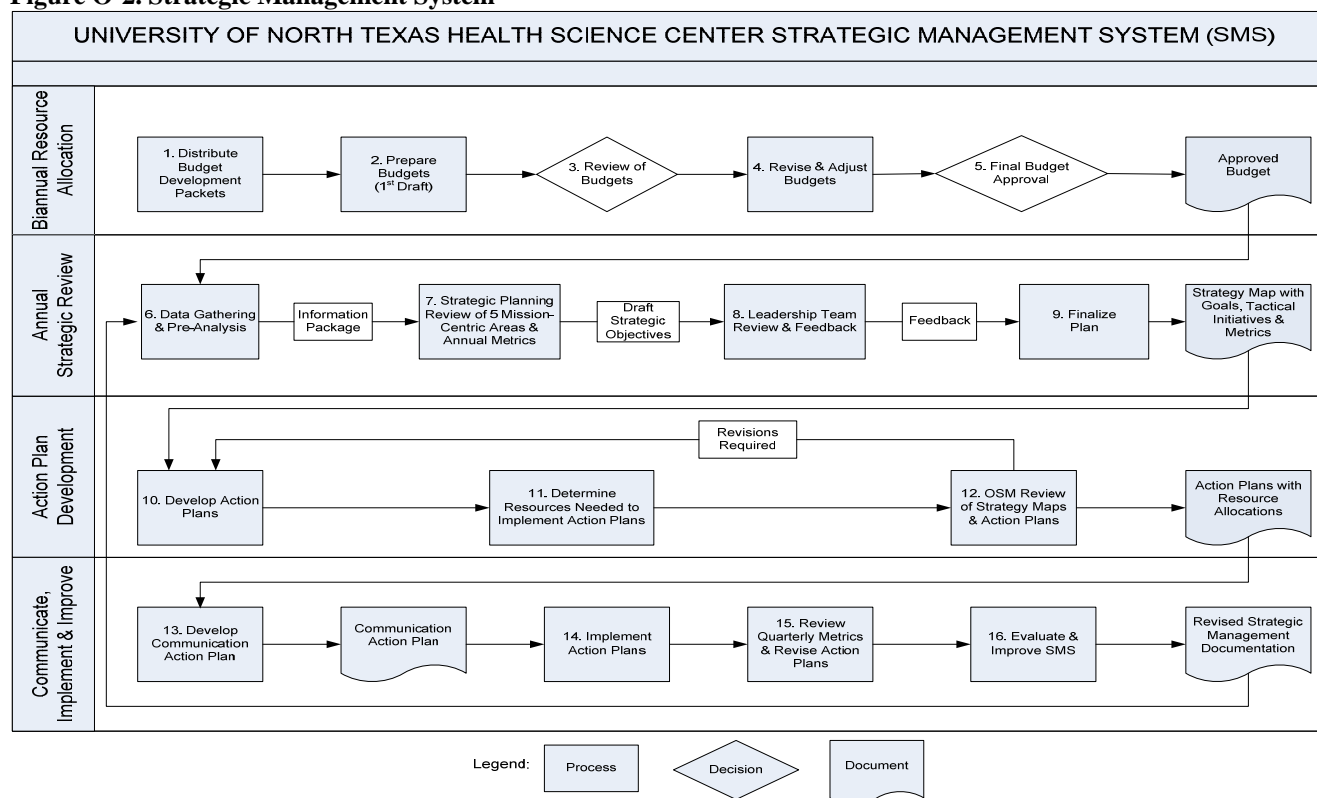 Figure O-2. Strategic Management System
UNIVERSITY OF NORTH TEXAS HEALTH SCIENCE CENTER STRATEGIC MANAGEMENT SYSTEM (SMS)
Biannual Resource
Allocation
1. Distribute
Budget
Development
Packets
2. Prepare
Budgets
(1st Draft)
3. Review of
Budgets
4. Revise & Adjust
Budgets
5. Final Budget
Approval
Approved
Budget
Annual
Strategic Review
6. Data Gathering
& Pre-Analysis
Information
Package
7. Strategic Planning
Review of 5 Mission-
Centric Areas &
Annual Metrics
Draft
Strategic
Objectives
8. Leadership Team
Review & Feedback
Feedback
9. Finalize
Plan
Strategy Map with
Goals, Tactical
Initiatives &
Metrics
Action Plan
Development
Revisions
Required
10. Develop Action
Plans
11. Determine
Resources Needed to
Implement Action Plans
12. OSM Review
of Strategy Maps
& Action Plans
Action Plans with
Resource
Allocations
Communicate,
Implement & Improve
13. Develop
Communication
Action Plan
Communication
Action Plan
14. Implement
Action Plans
15. Review
Quarterly Metrics
& Revise Action
Plans
16. Evaluate &
Improve SMS
Revised Strategic
Management
Documentation
Legend:
Process
Decision
Document